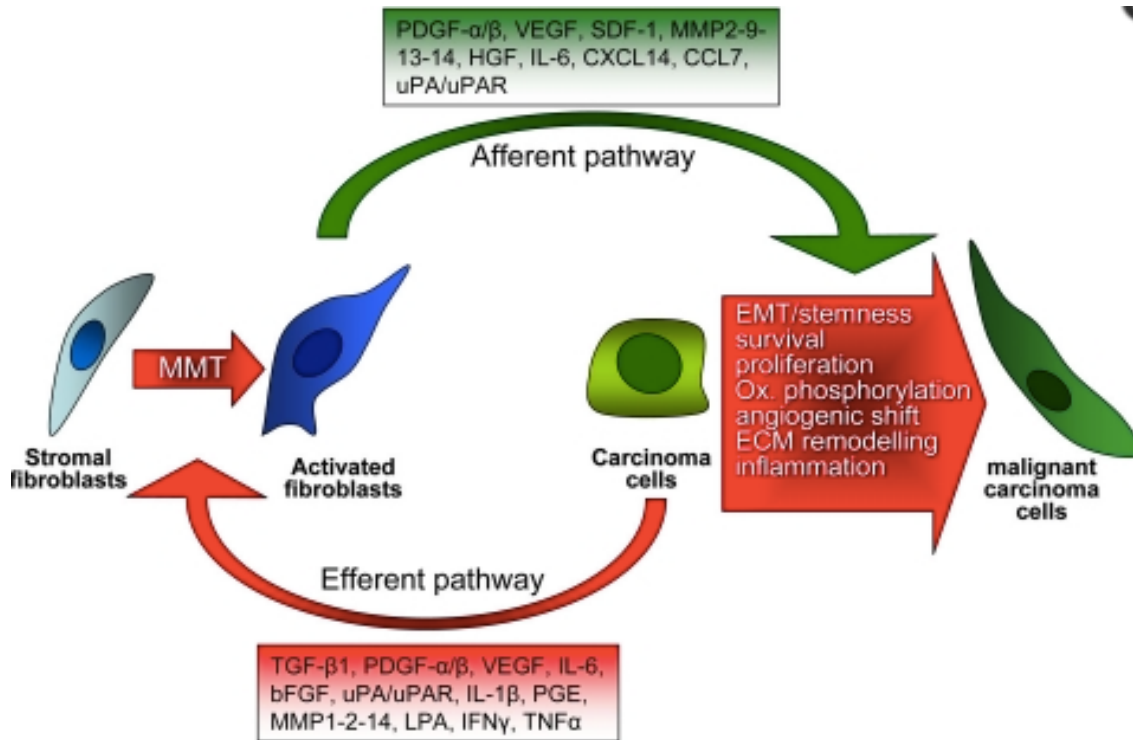 PDGF-α/β, VEGF, SDF-1, MMP2-9-
13-14, HGF, IL-6, CXCL14, CCL7,
uPA/uPAR
Afferent pathway
MMT
EMT/stemness
survival
proliferation
Ox. phosphorylation
angiogenic shift
ECM remodelling
inflammation
Stromal
fibroblasts
Activated
fibroblasts
Carcinoma
cells
malignant
carcinoma
cells
Efferent pathway
TGF-β1, PDGF-α/β, VEGF, IL-6,
bFGF, uPA/uPAR, IL-1β, PGE,
MMP1-2-14, LPA, IFNγ, TNFα